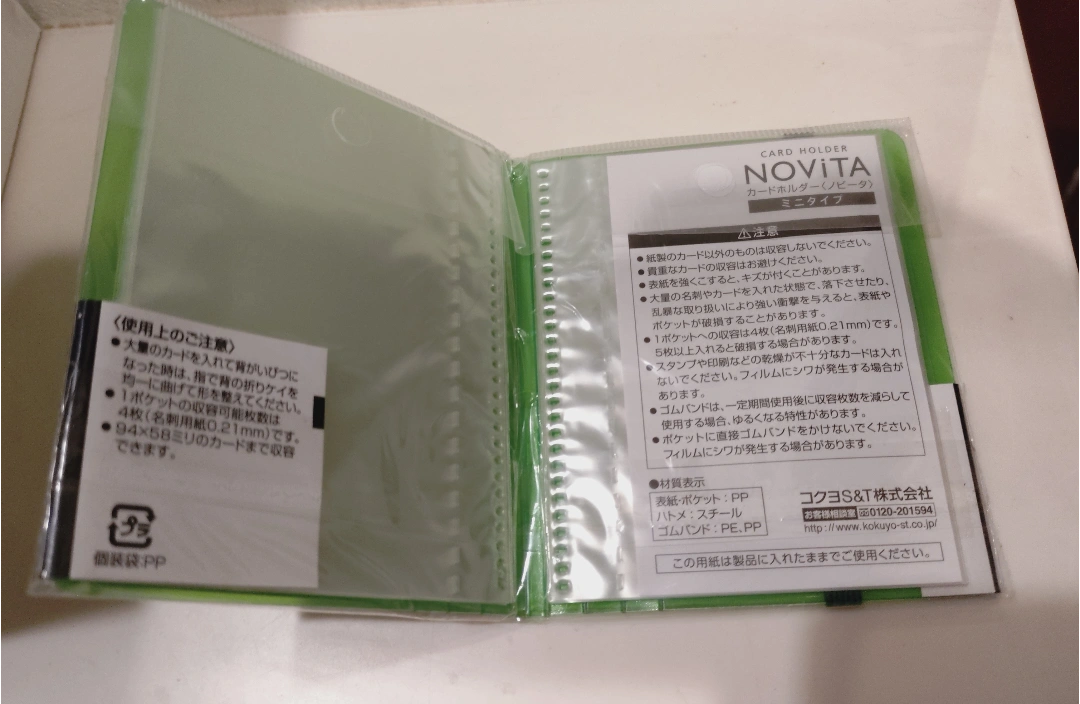 〈使用上のご注意〉
●大量のカードを入れて背がいびつに
なった時は、指で背の折りケイを
均一に曲げて形を整えてください。
●1ポケットの収容可能枚数は
4枚(名刺用紙0.21mm)です。
●94×58ミリのカードまで収容
できます。
プラ
個装袋:PP
CARD HOLDER
NOViTA
カードホルダー〈ノビータ〉
ミニタイプ
⚠注意
●紙製のカード以外のものは収容しないでください。
●貴重なカードの収容はお避けください。
●表紙を強くこすると、キズが付くことがあります。
●大量の名刺やカードを入れた状態で、落下させたり、
乱暴な取り扱いにより強い衝撃を与えると、表紙や
ポケットが破損することがあります。
●1ポケットへの収容は4枚(名刺用紙0.21mm)です。
5枚以上入れると破損する場合があります。
●スタンプや印刷などの乾燥が不十分なカードは入れ
ないでください。フィルムにシワが発生する場合が
あります。
●ゴムバンドは、一定期間使用後に収容枚数を減らして
使用する場合、ゆるくなる特性があります。
●ポケットに直接ゴムバンドをかけないでください。
フィルムにシワが発生する場合があります。
●材質表示
表紙・ポケット:PP
ハトメ:スチール
ゴムバンド:PE、PP
コクヨS&T株式会社
お客様相談室 0120-201594
http://www.kokuyo-st.co.jp/
この用紙は製品に入れたままでご使用ください。